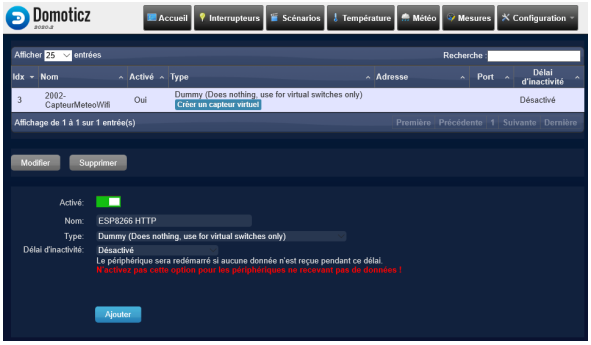 Domoticz
2020.2
Accueil Interrupteurs Scénarios Température Météo Mesures Configuration
Afficher 25 entrées Recherche :
Idx Nom Activé Type Adresse Port Délai d'inactivité
3 2002-CapteurMeteoWifi Oui Dummy (Does nothing, use for virtual switches only) Désactivé
Créer un capteur virtuel
Affichage de 1 à 1 sur 1 entrée(s) Première Précédente 1 Suivante Dernière
Modifier Supprimer
Activé:
Nom: ESP8266 HTTP
Type: Dummy (Does nothing, use for virtual switches only)
Délai d'inactivité: Désactivé
Le périphérique sera redémarré si aucune donnée n'est reçue pendant ce délai.
N'activez pas cette option pour les périphériques ne recevant pas de données !
Ajouter